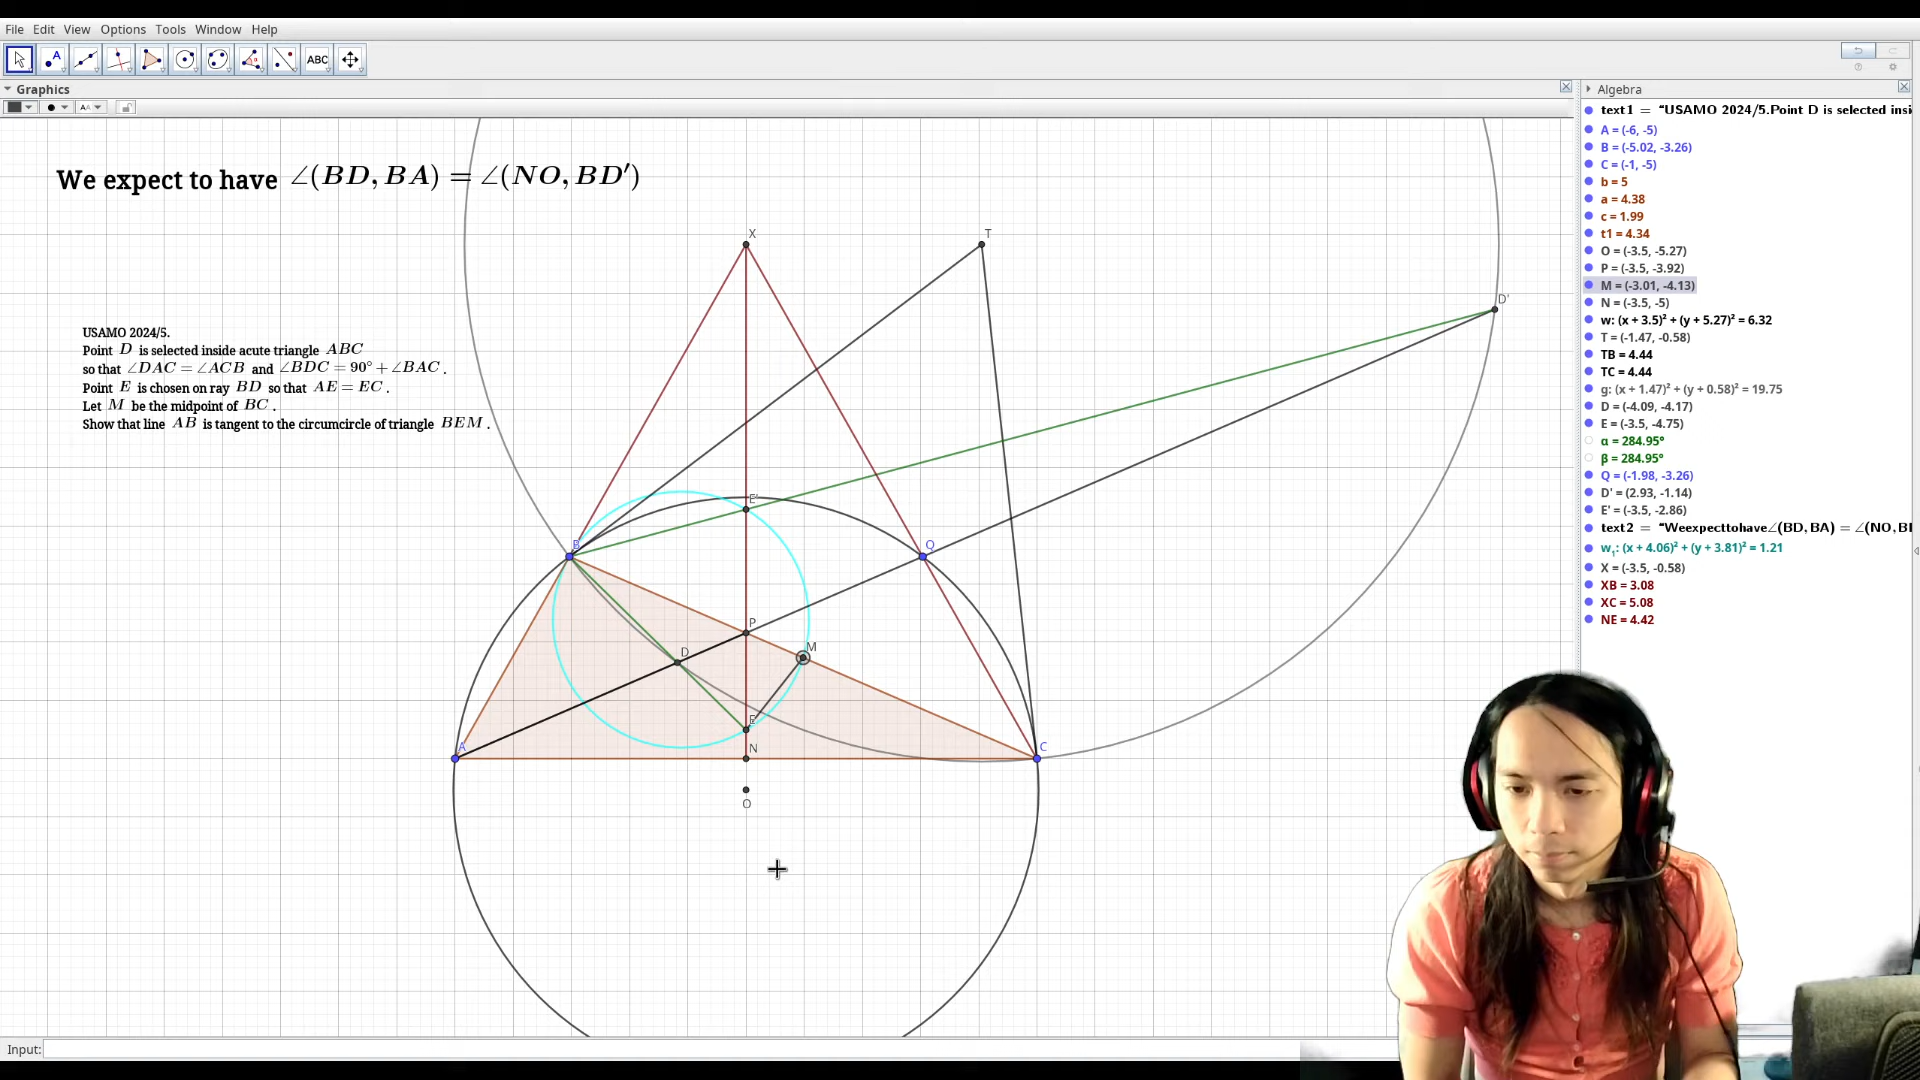 File Edit View Options Tools Window Help
ABC
Graphics
We expect to have ∠(BD, BA) = ∠(NO, BD′)
USAMO 2024/5.
Point D is selected inside acute triangle ABC
so that ∠DAC = ∠ACB and ∠BDC = 90° + ∠BAC.
Point E is chosen on ray BD so that AE = EC.
Let M be the midpoint of BC.
Show that line AB is tangent to the circumcircle of triangle BEM.
X
T
D'
E'
B
Q
P
M
D
E
A
N
C
O
Input:
Algebra
text1 = “USAMO 2024/5.Point D is selected insi
A = (-6, -5)
B = (-5.02, -3.26)
C = (-1, -5)
b = 5
a = 4.38
c = 1.99
t1 = 4.34
O = (-3.5, -5.27)
P = (-3.5, -3.92)
M = (-3.01, -4.13)
N = (-3.5, -5)
w: (x + 3.5)² + (y + 5.27)² = 6.32
T = (-1.47, -0.58)
TB = 4.44
TC = 4.44
g: (x + 1.47)² + (y + 0.58)² = 19.75
D = (-4.09, -4.17)
E = (-3.5, -4.75)
α = 284.95°
β = 284.95°
Q = (-1.98, -3.26)
D' = (2.93, -1.14)
E' = (-3.5, -2.86)
text2 = “Weexpecttohave∠(BD, BA) = ∠(NO, BI
w₁: (x + 4.06)² + (y + 3.81)² = 1.21
X = (-3.5, -0.58)
XB = 3.08
XC = 5.08
NE = 4.42